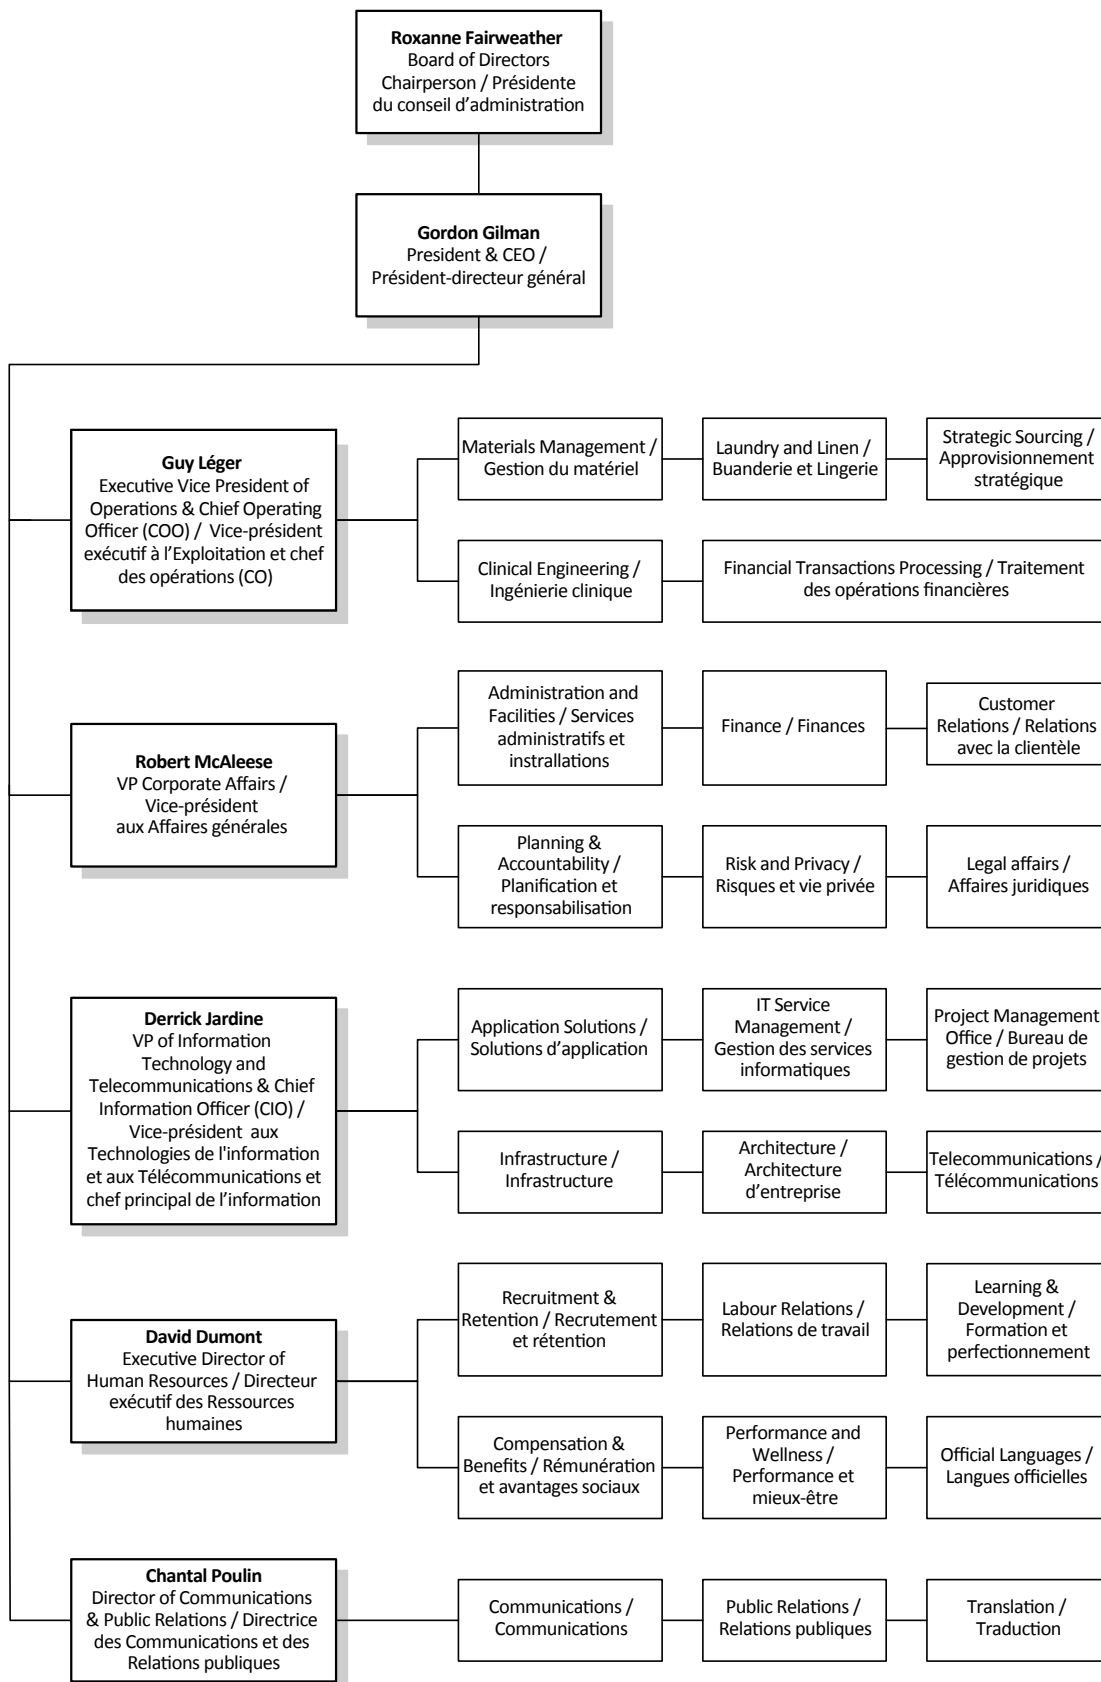 Roxanne Fairweather
Board of Directors
Chairperson / Présidente
du conseil d’administration
Gordon Gilman
President & CEO /
Président-directeur général
Guy Léger
Executive Vice President of
Operations & Chief Operating
Officer (COO) / Vice-président
exécutif à l’Exploitation et chef
des opérations (CO)
Materials Management /
Gestion du matériel
Laundry and Linen /
Buanderie et Lingerie
Strategic Sourcing /
Approvisionnement
stratégique
Clinical Engineering /
Ingénierie clinique
Financial Transactions Processing / Traitement
des opérations financières
Robert McAleese
VP Corporate Affairs /
Vice-président
aux Affaires générales
Administration and
Facilities / Services
administratifs et
instrallations
Finance / Finances
Customer
Relations / Relations
avec la clientèle
Planning &
Accountability /
Planification et
responsabilisation
Risk and Privacy /
Risques et vie privée
Legal affairs /
Affaires juridiques
Derrick Jardine
VP of Information
Technology and
Telecommunications & Chief
Information Officer (CIO) /
Vice-président aux
Technologies de l'information
et aux Télécommunications et
chef principal de l’information
Application Solutions /
Solutions d’application
IT Service
Management /
Gestion des services
informatiques
Project Management
Office / Bureau de
gestion de projets
Infrastructure /
Infrastructure
Architecture /
Architecture
d’entreprise
Telecommunications /
Télécommunications
David Dumont
Executive Director of
Human Resources / Directeur
exécutif des Ressources
humaines
Recruitment &
Retention / Recrutement
et rétention
Labour Relations /
Relations de travail
Learning &
Development /
Formation et
perfectionnement
Compensation &
Benefits / Rémunération
et avantages sociaux
Performance and
Wellness /
Performance et
mieux-être
Official Languages /
Langues officielles
Chantal Poulin
Director of Communications
& Public Relations / Directrice
des Communications et des
Relations publiques
Communications /
Communications
Public Relations /
Relations publiques
Translation /
Traduction